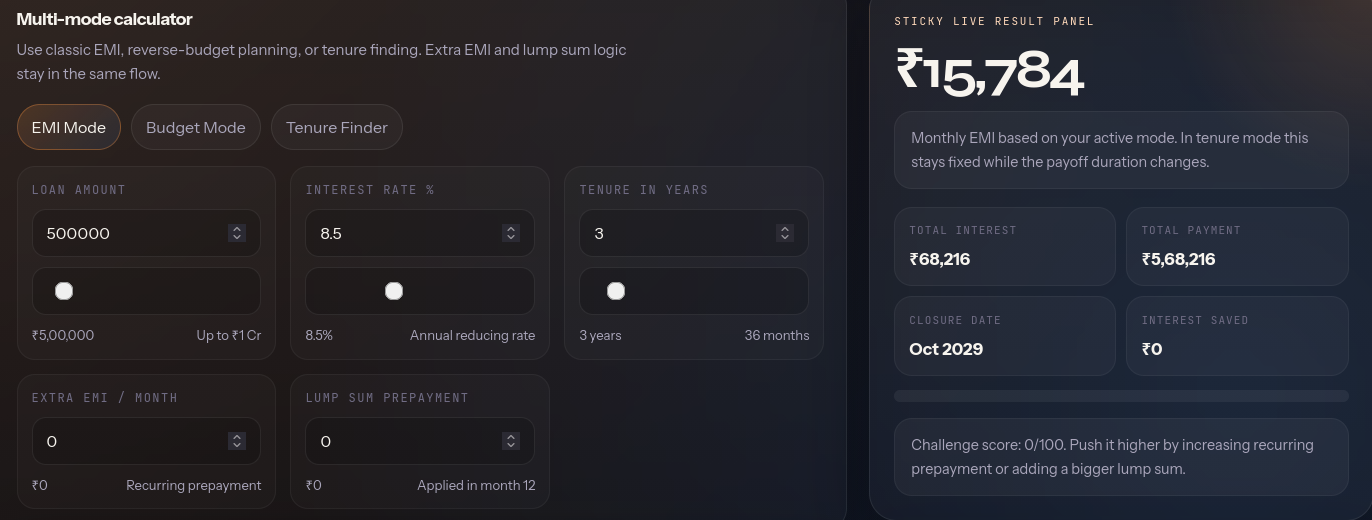 Multi-mode calculator
Use classic EMI, reverse-budget planning, or tenure finding. Extra EMI and lump sum logic
stay in the same flow.
EMI Mode
Budget Mode
Tenure Finder
LOAN AMOUNT
500000
₹5,00,000
Up to ₹1 Cr
INTEREST RATE %
8.5
8.5%
Annual reducing rate
TENURE IN YEARS
3
3 years
36 months
EXTRA EMI / MONTH
0
₹0
Recurring prepayment
LUMP SUM PREPAYMENT
0
₹0
Applied in month 12
STICKY LIVE RESULT PANEL
₹15,784
Monthly EMI based on your active mode. In tenure mode this
stays fixed while the payoff duration changes.
TOTAL INTEREST
₹68,216
TOTAL PAYMENT
₹5,68,216
CLOSURE DATE
Oct 2029
INTEREST SAVED
₹0
Challenge score: 0/100. Push it higher by increasing recurring
prepayment or adding a bigger lump sum.